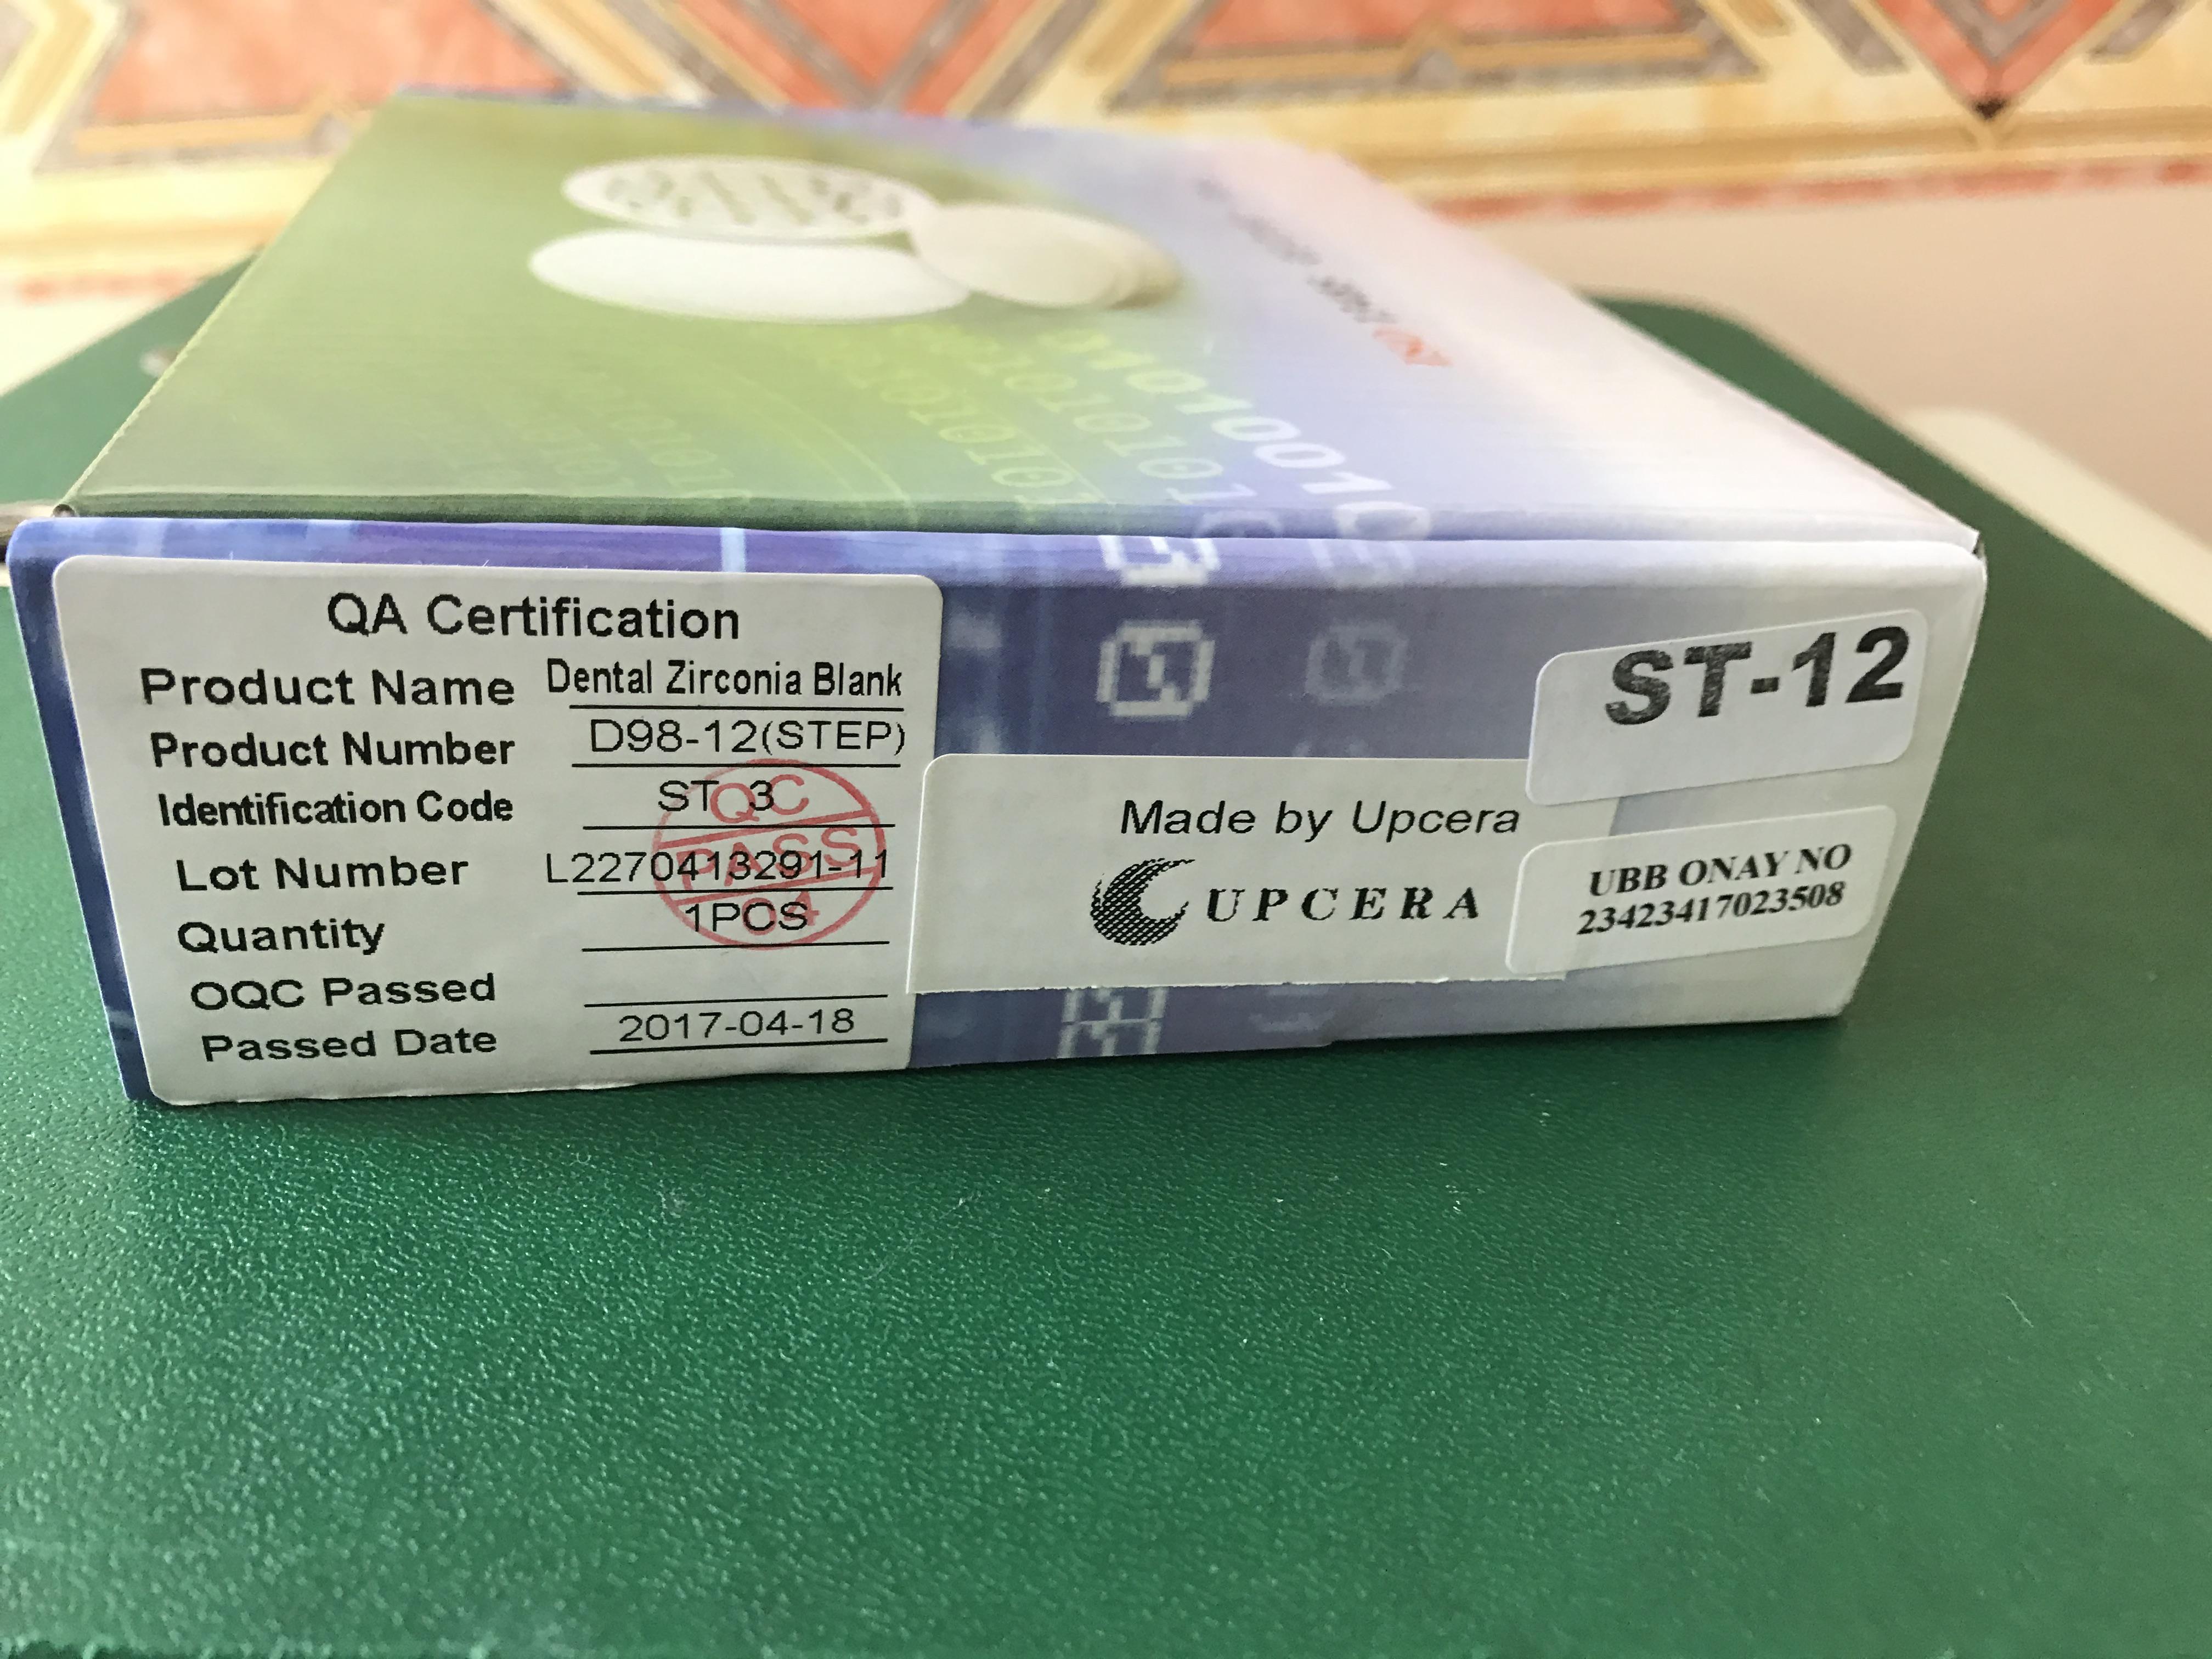 QA Certification
Product Name Dental Zirconia Blank
Product Number D98-12(STEP)
Identification Code ST 3
Lot Number L2270413291-11
Quantity 1PCS
OQC Passed
Passed Date 2017-04-18
QC
PASS
04
Made by Upcera
UPCERA
ST-12
UBB ONAY NO
23423417023508